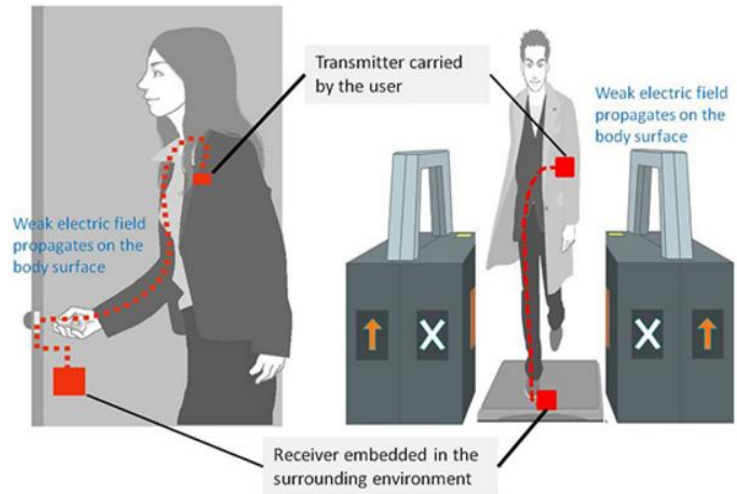 Transmitter carried
by the user
Weak electric field
propagates on the
body surface
Weak electric field
propagates on the
body surface
X
X
Receiver embedded in the
surrounding environment